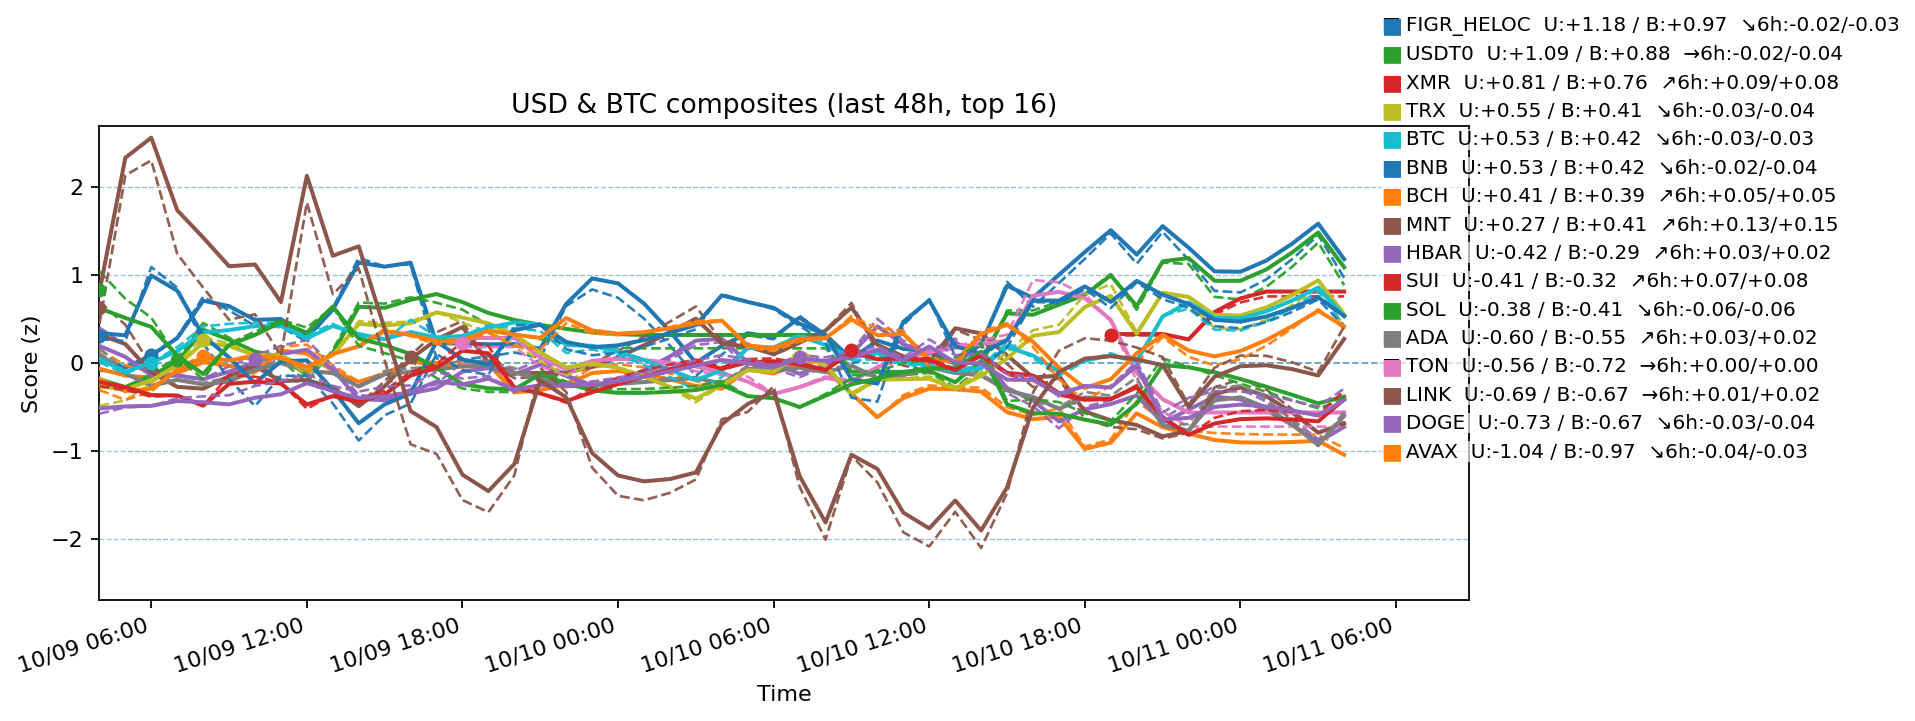 FIGR_HELOC U:+1.18 / B:+0.97 ↘6h:-0.02/-0.03
USDT0 U:+1.09 / B:+0.88 →6h:-0.02/-0.04
XMR U:+0.81 / B:+0.76 ↗6h:+0.09/+0.08
TRX U:+0.55 / B:+0.41 ↘6h:-0.03/-0.04
BTC U:+0.53 / B:+0.42 ↘6h:-0.03/-0.03
BNB U:+0.53 / B:+0.42 ↘6h:-0.02/-0.04
BCH U:+0.41 / B:+0.39 ↗6h:+0.05/+0.05
MNT U:+0.27 / B:+0.41 ↗6h:+0.13/+0.15
HBAR U:-0.42 / B:-0.29 ↗6h:+0.03/+0.02
SUI U:-0.41 / B:-0.32 ↗6h:+0.07/+0.08
SOL U:-0.38 / B:-0.41 ↘6h:-0.06/-0.06
ADA U:-0.60 / B:-0.55 ↗6h:+0.03/+0.02
TON U:-0.56 / B:-0.72 →6h:+0.00/+0.00
LINK U:-0.69 / B:-0.67 →6h:+0.01/+0.02
DOGE U:-0.73 / B:-0.67 ↘6h:-0.03/-0.04
AVAX U:-1.04 / B:-0.97 ↘6h:-0.04/-0.03
USD & BTC composites (last 48h, top 16)
Score (z)
2
1
0
−1
−2
10/09 06:00
10/09 12:00
10/09 18:00
10/10 00:00
10/10 06:00
10/10 12:00
10/10 18:00
10/11 00:00
10/11 06:00
Time